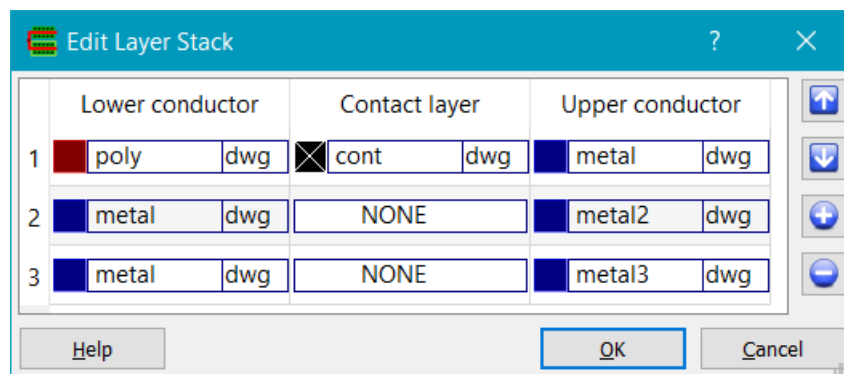 Edit Layer Stack ?
Lower conductor Contact layer Upper conductor
1 poly dwg cont dwg metal dwg
2 metal dwg NONE metal2 dwg
3 metal dwg NONE metal3 dwg
Help OK Cancel